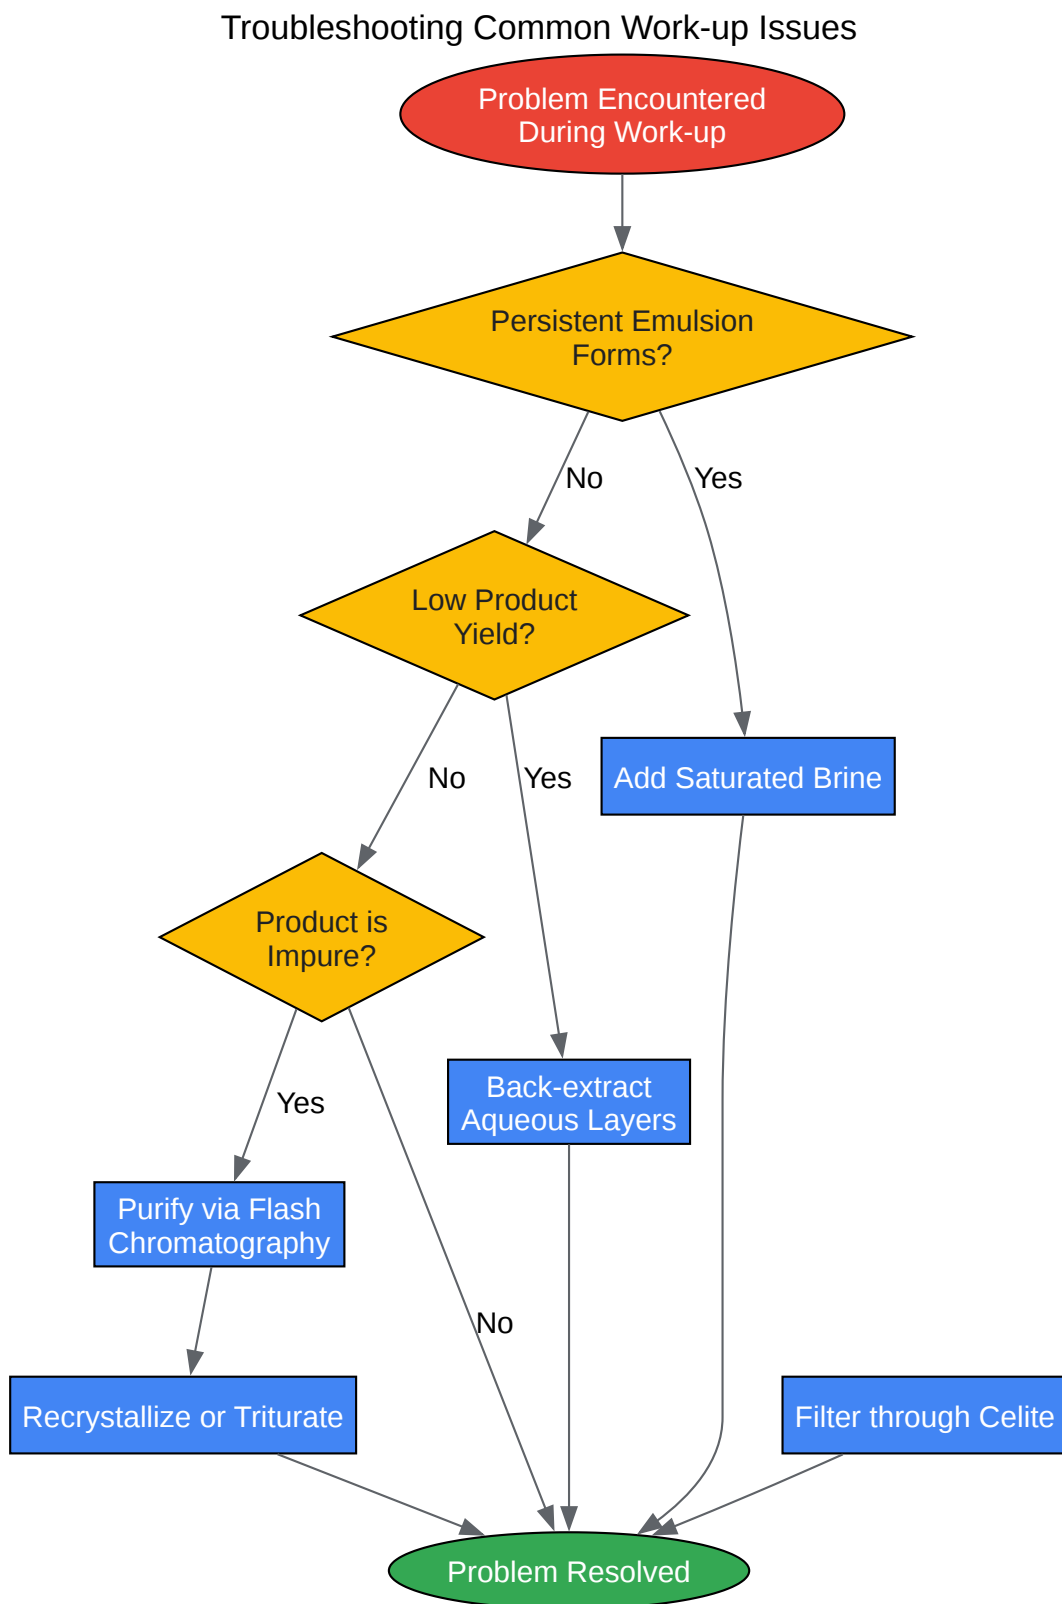 Troubleshooting Common Work-up Issues
Problem Encountered
During Work-up
Persistent Emulsion
Forms?
No
Yes
Low Product
Yield?
No
Yes
Add Saturated Brine
Product is
Impure?
Yes
Back-extract
Aqueous Layers
Purify via Flash
Chromatography
No
Recrystallize or Triturate
Filter through Celite
Problem Resolved